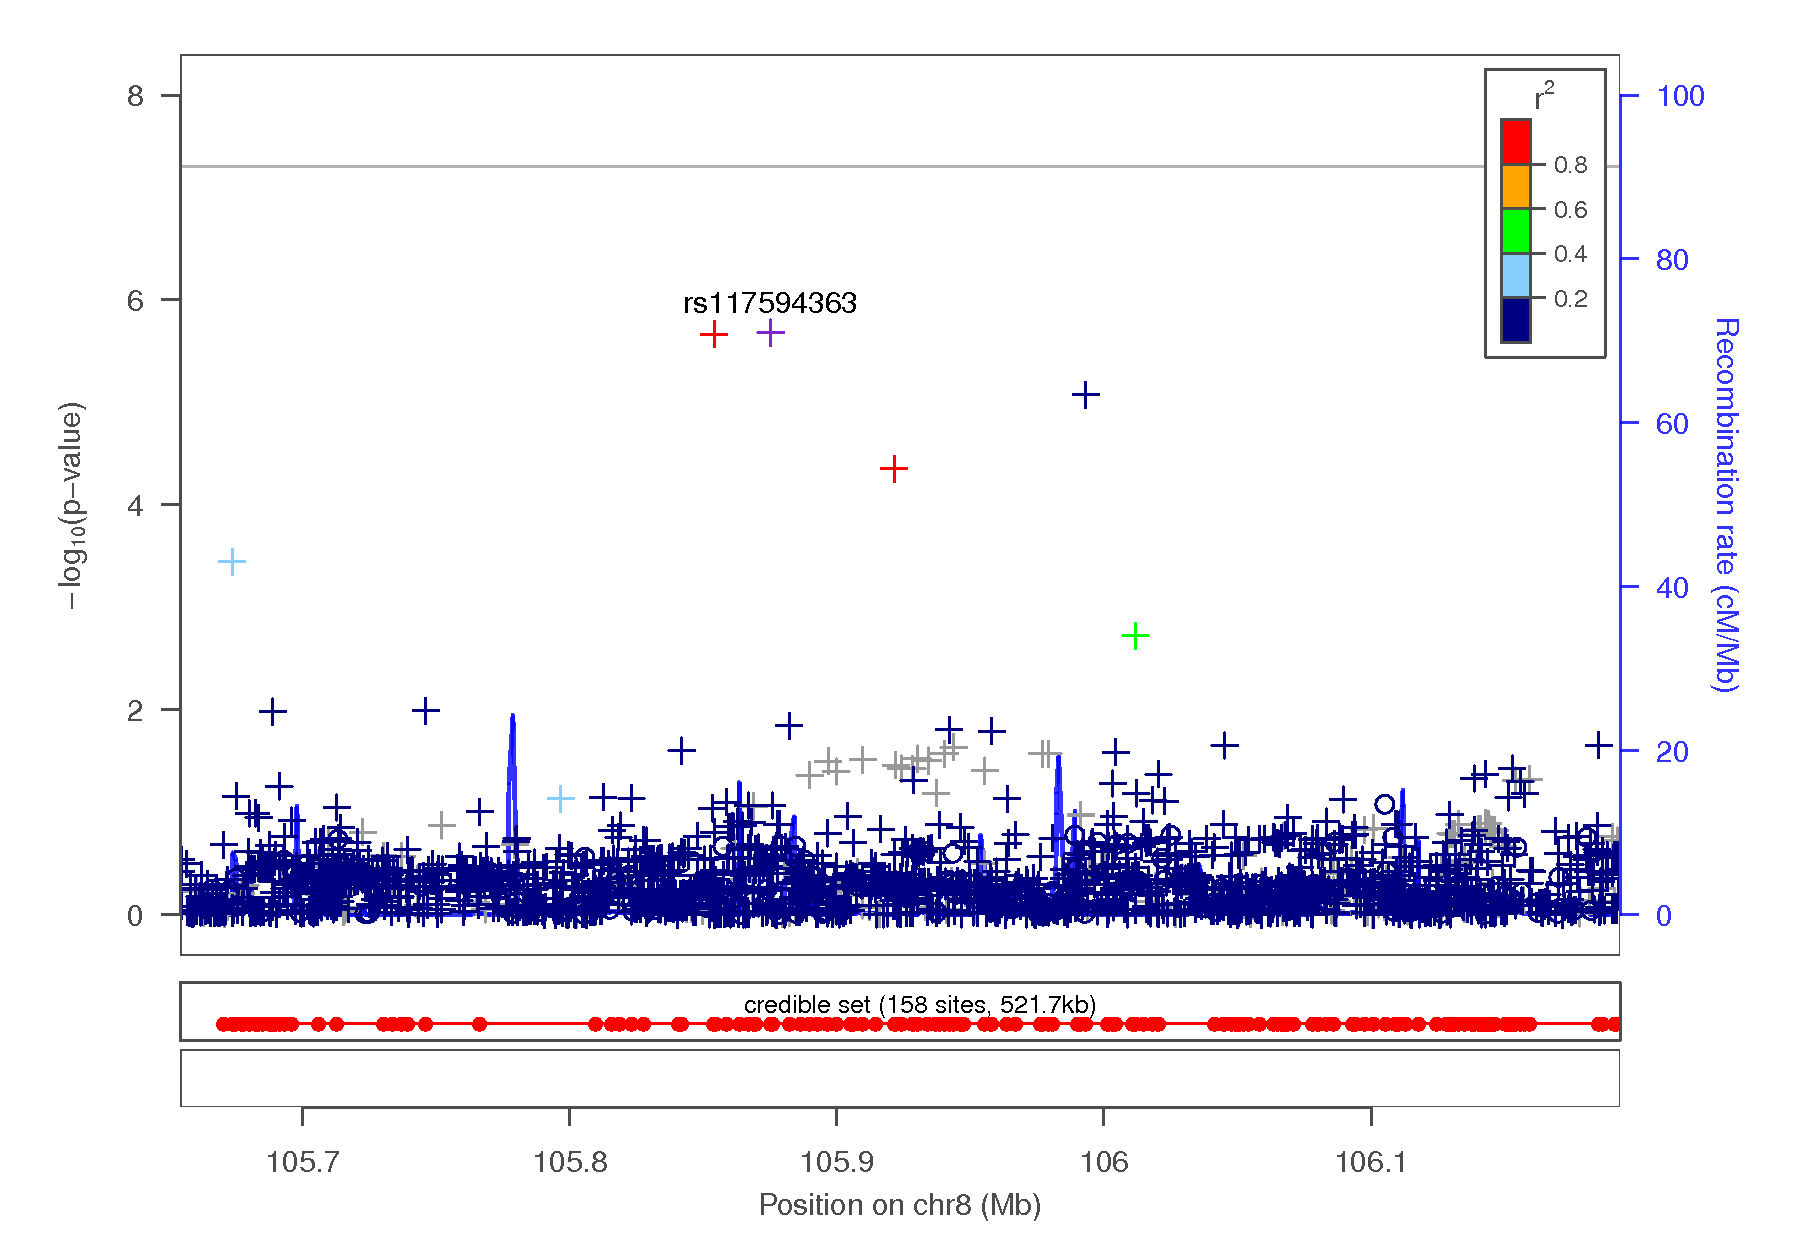 8
6
4
2
0
−log10(p−value)
rs117594363
r2
0.8
0.6
0.4
0.2
100
80
60
40
20
0
Recombination rate (cM/Mb)
credible set (158 sites, 521.7kb)
105.7 105.8 105.9 106 106.1
Position on chr8 (Mb)